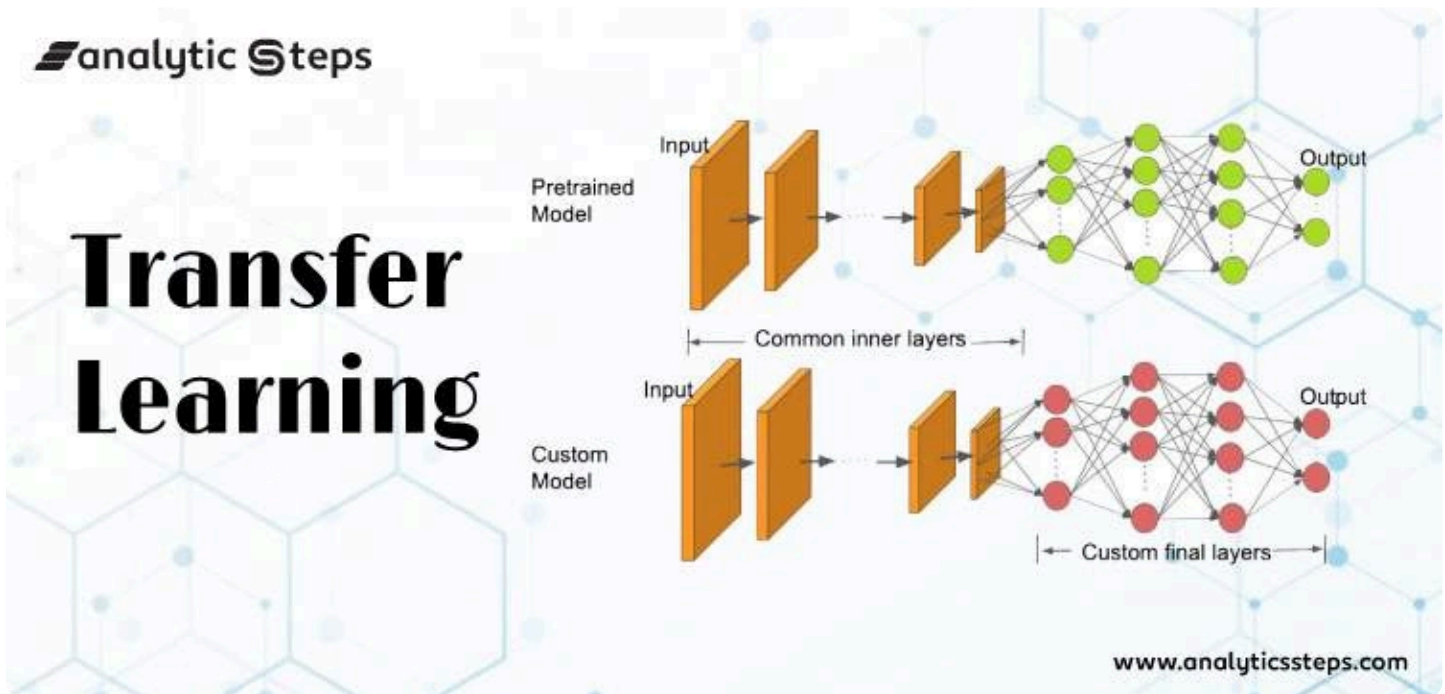 analytic Steps
Transfer
Learning
Pretrained
Model
Input
Output
Common inner layers
Custom
Model
Input
Output
Custom final layers
www.analyticssteps.com